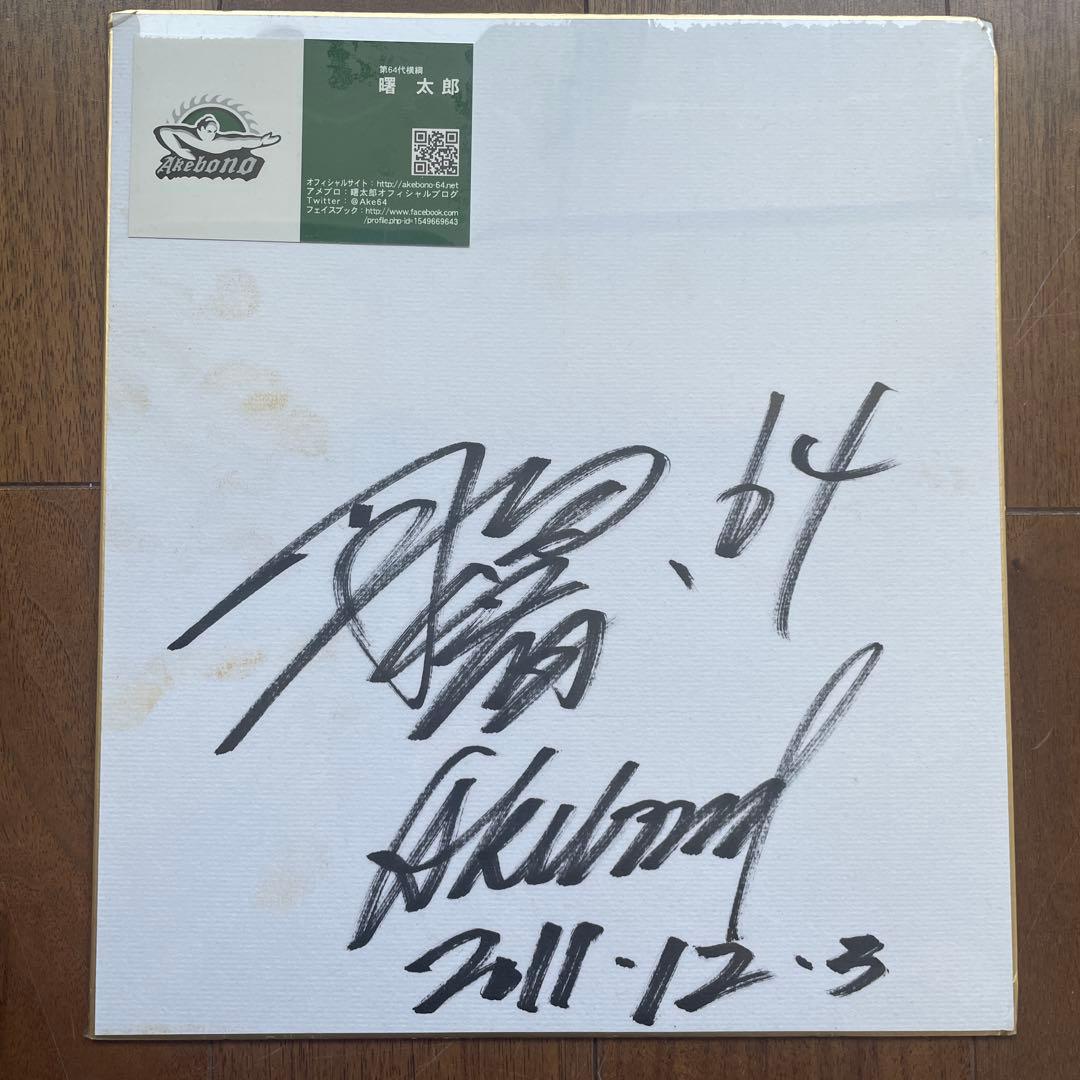 第64代横綱
曙 太郎
Akebono
オフィシャルサイト:http://akebono-64.net
アメブロ:曙太郎オフィシャルブログ
Twitter:@Ake64
フェイスブック:http://www.facebook.com
/profile.php-id=1549669643
曙、64
Akebono
2011・12・3